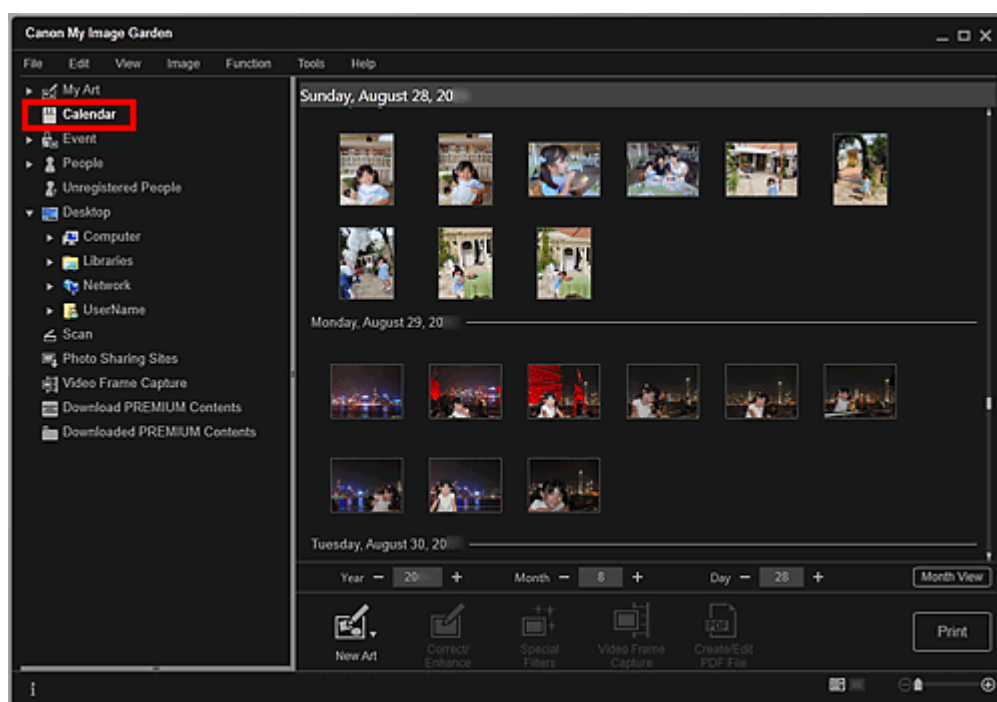 Canon My Image Garden
File Edit View Image Function Tools Help
My Art
Calendar
Event
People
Unregistered People
Desktop
Computer
Libraries
Network
UserName
Scan
Photo Sharing Sites
Video Frame Capture
Download PREMIUM Contents
Downloaded PREMIUM Contents
Sunday, August 28, 20
Monday, August 29, 20
Tuesday, August 30, 20
Year − 20 + Month − 8 + Day − 28 + Month View
New Art
Correct/
Enhance
Special
Filters
Video Frame
Capture
Create/Edit
PDF File
Print